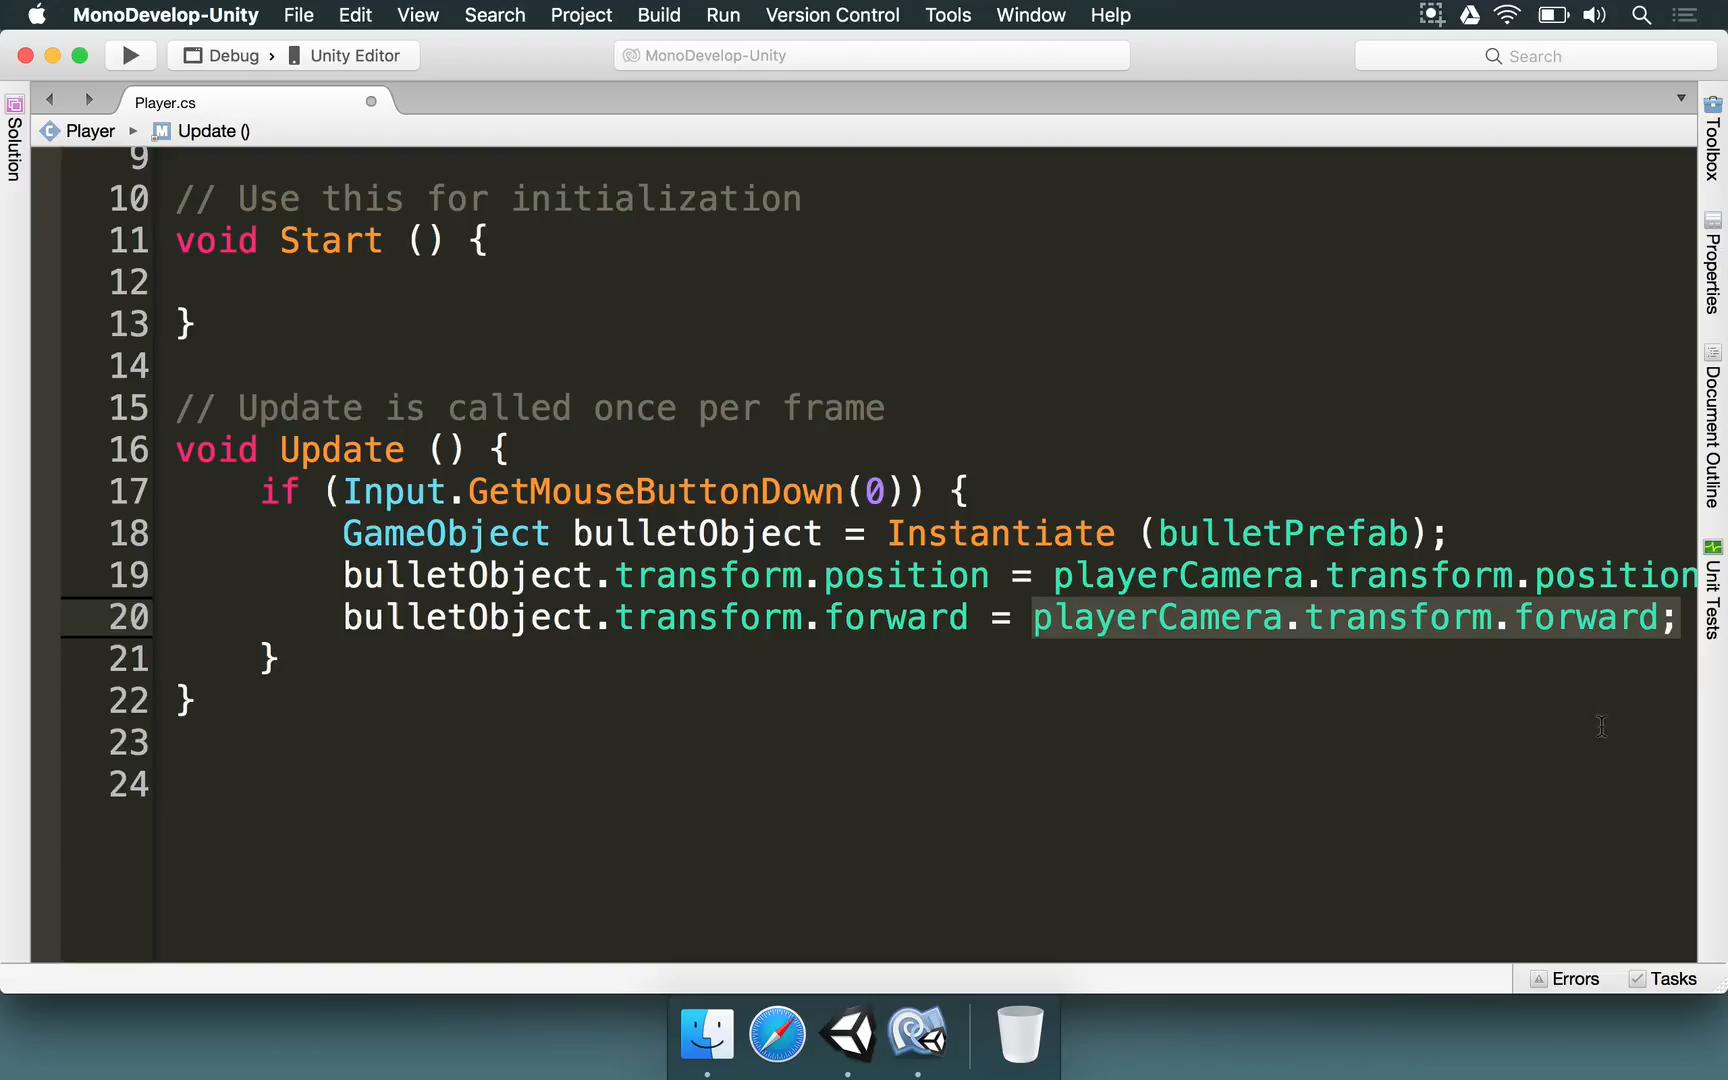 MonoDevelop-Unity File Edit View Search Project Build Run Version Control Tools Window Help
Debug > Unity Editor MonoDevelop-Unity Search
Player.cs
Player Update ()
Solution
Toolbox
Properties
Document Outline
Unit Tests
9
10 // Use this for initialization
11 void Start () {
12
13 }
14
15 // Update is called once per frame
16 void Update () {
17 if (Input.GetMouseButtonDown(0)) {
18 GameObject bulletObject = Instantiate (bulletPrefab);
19 bulletObject.transform.position = playerCamera.transform.position
20 bulletObject.transform.forward = playerCamera.transform.forward;
21 }
22 }
23
24
Errors Tasks